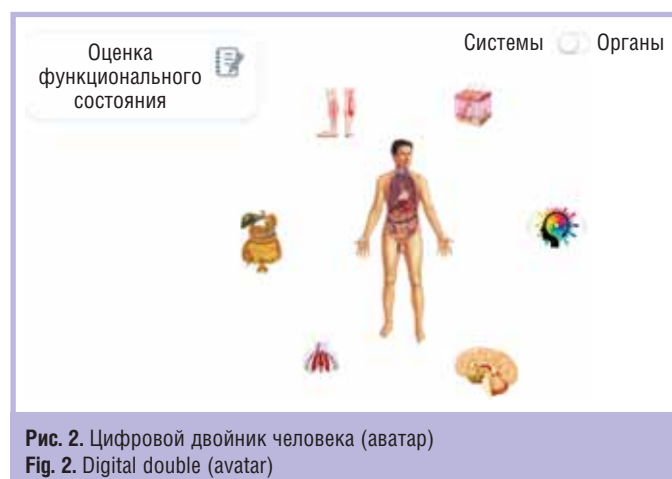 Оценка
функционального
состояния
Системы Органы
Рис. 2. Цифровой двойник человека (аватар)
Fig. 2. Digital double (avatar)